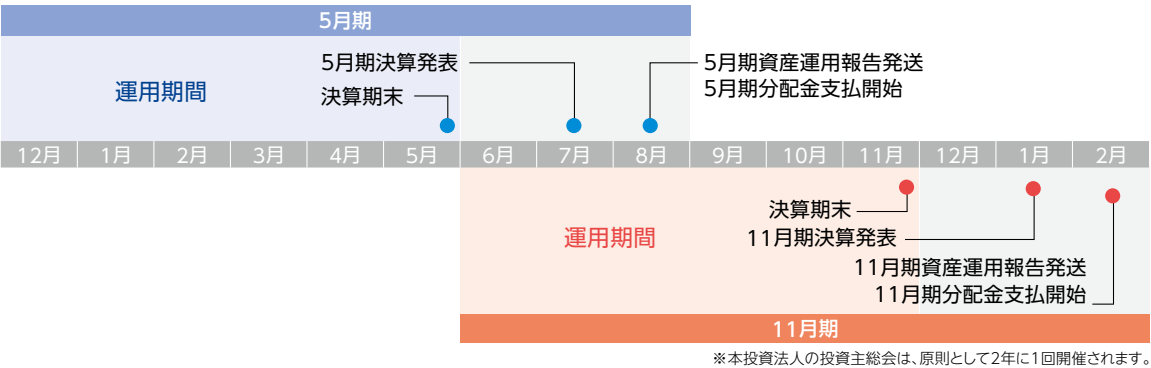 5月期
5月期決算発表
5月期資産運用報告発送
5月期分配金支払開始
運用期間
決算期末
12月 1月 2月 3月 4月 5月 6月 7月 8月 9月 10月 11月 12月 1月 2月
決算期末
運用期間
11月期決算発表
11月期資産運用報告発送
11月期分配金支払開始
11月期
※本投資法人の投資主総会は、原則として2年に1回開催されます。